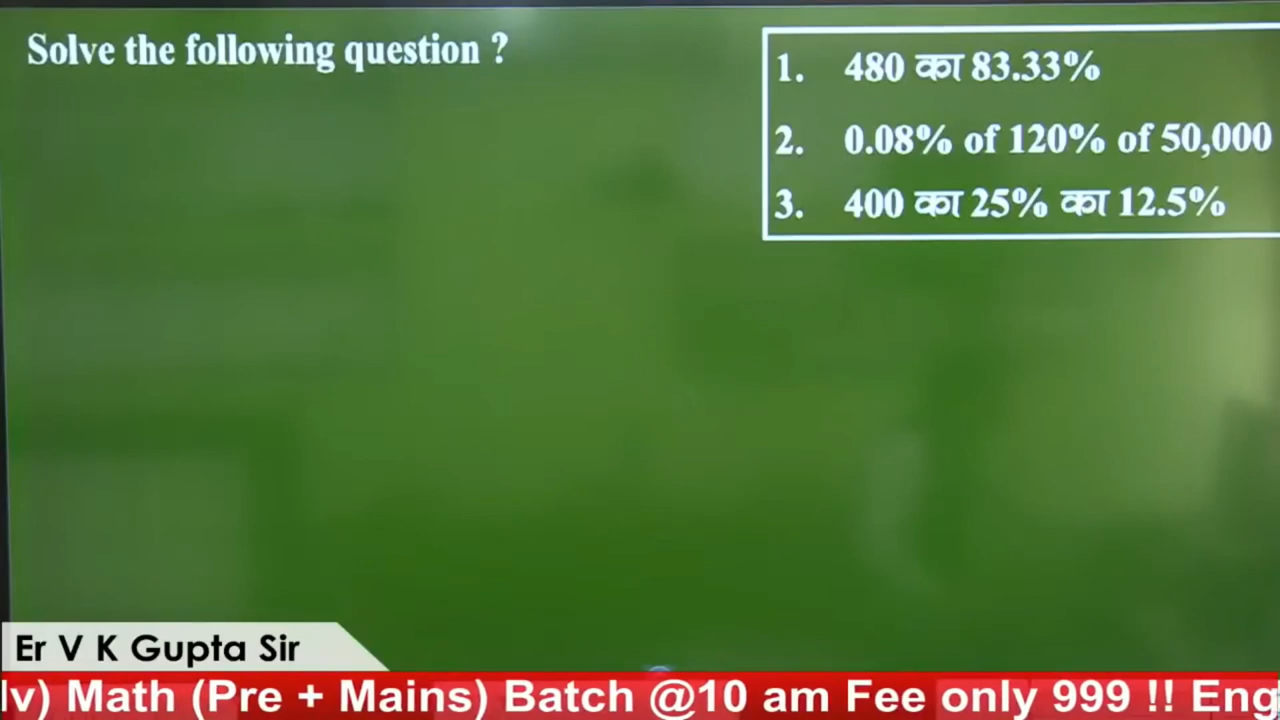 Solve the following question ?
1. 480 का 83.33%
2. 0.08% of 120% of 50,000
3. 400 का 25% का 12.5%
Er V K Gupta Sir
lv) Math (Pre + Mains) Batch @10 am Fee only 999 !! Eng